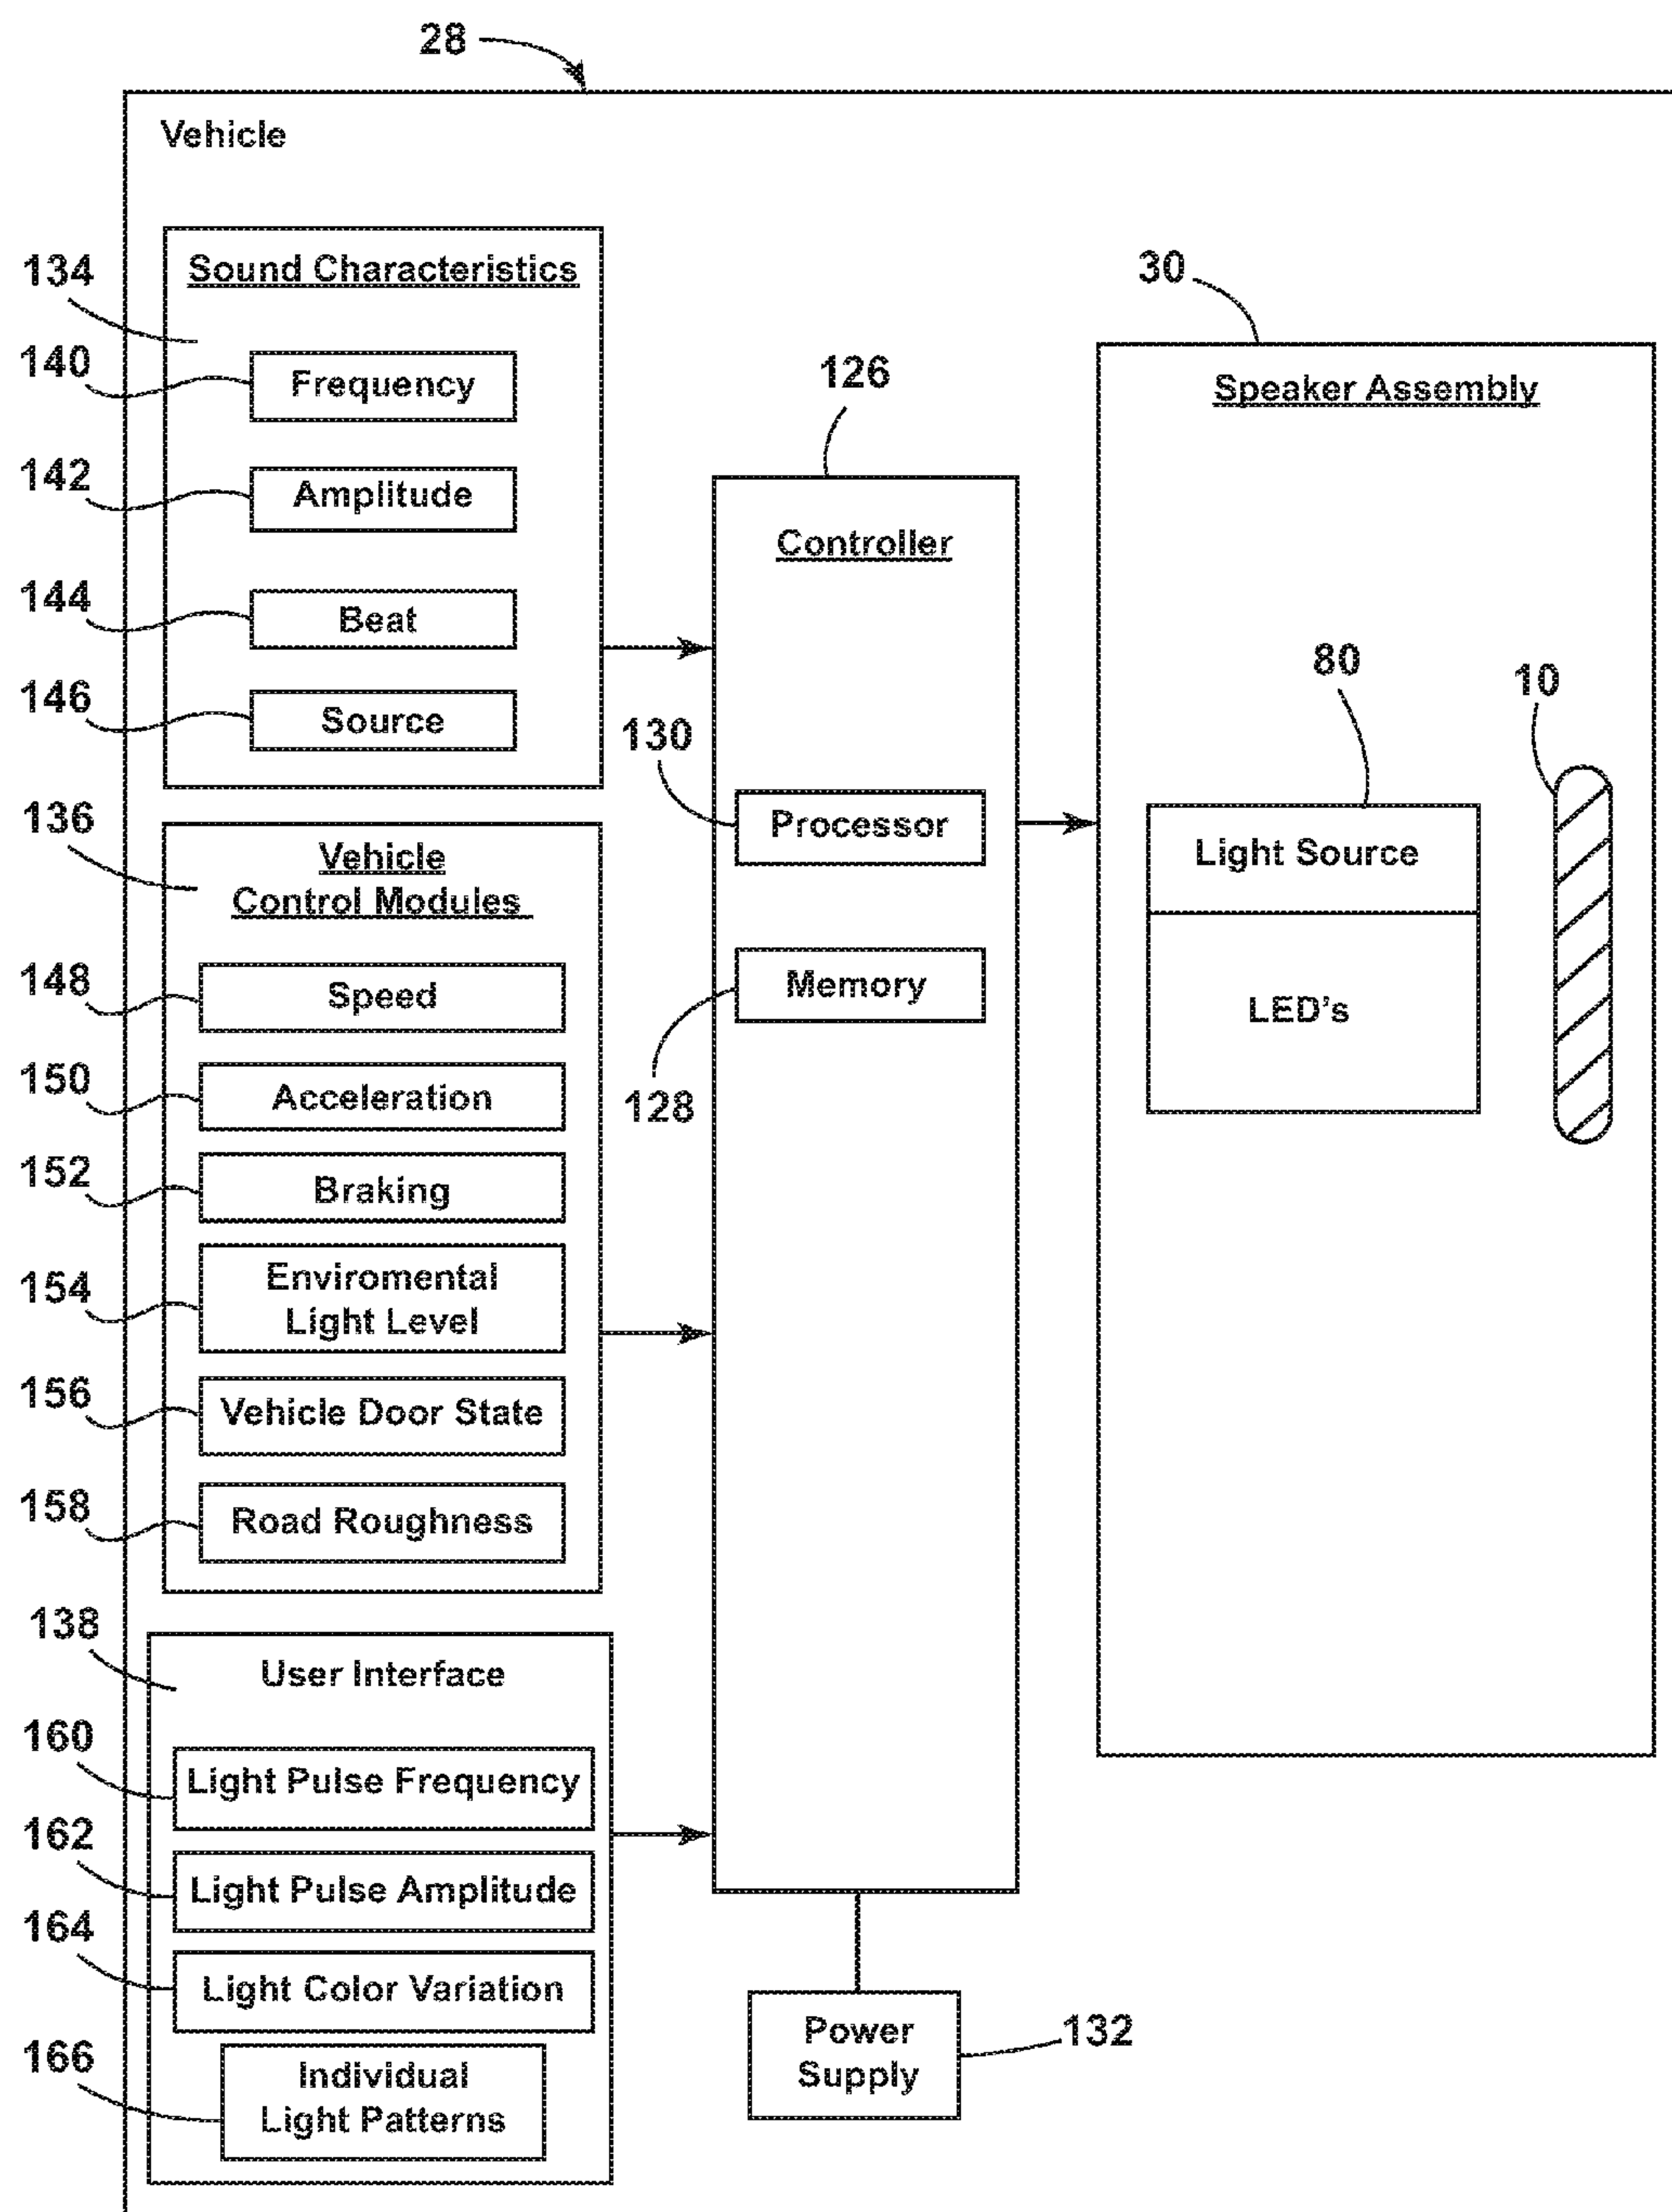 28
Vehicle
134
Sound Characteristics
140
Frequency
142
Amplitude
144
Beat
146
Source
136
Vehicle
Control Modules
148
Speed
150
Acceleration
152
Braking
154
Enviromental
Light Level
156
Vehicle Door State
158
Road Roughness
138
User Interface
160
Light Pulse Frequency
162
Light Pulse Amplitude
164
Light Color Variation
166
Individual
Light Patterns
126
Controller
130
Processor
Memory
128
Power
Supply
132
30
Speaker Assembly
80
Light Source
LED's
10